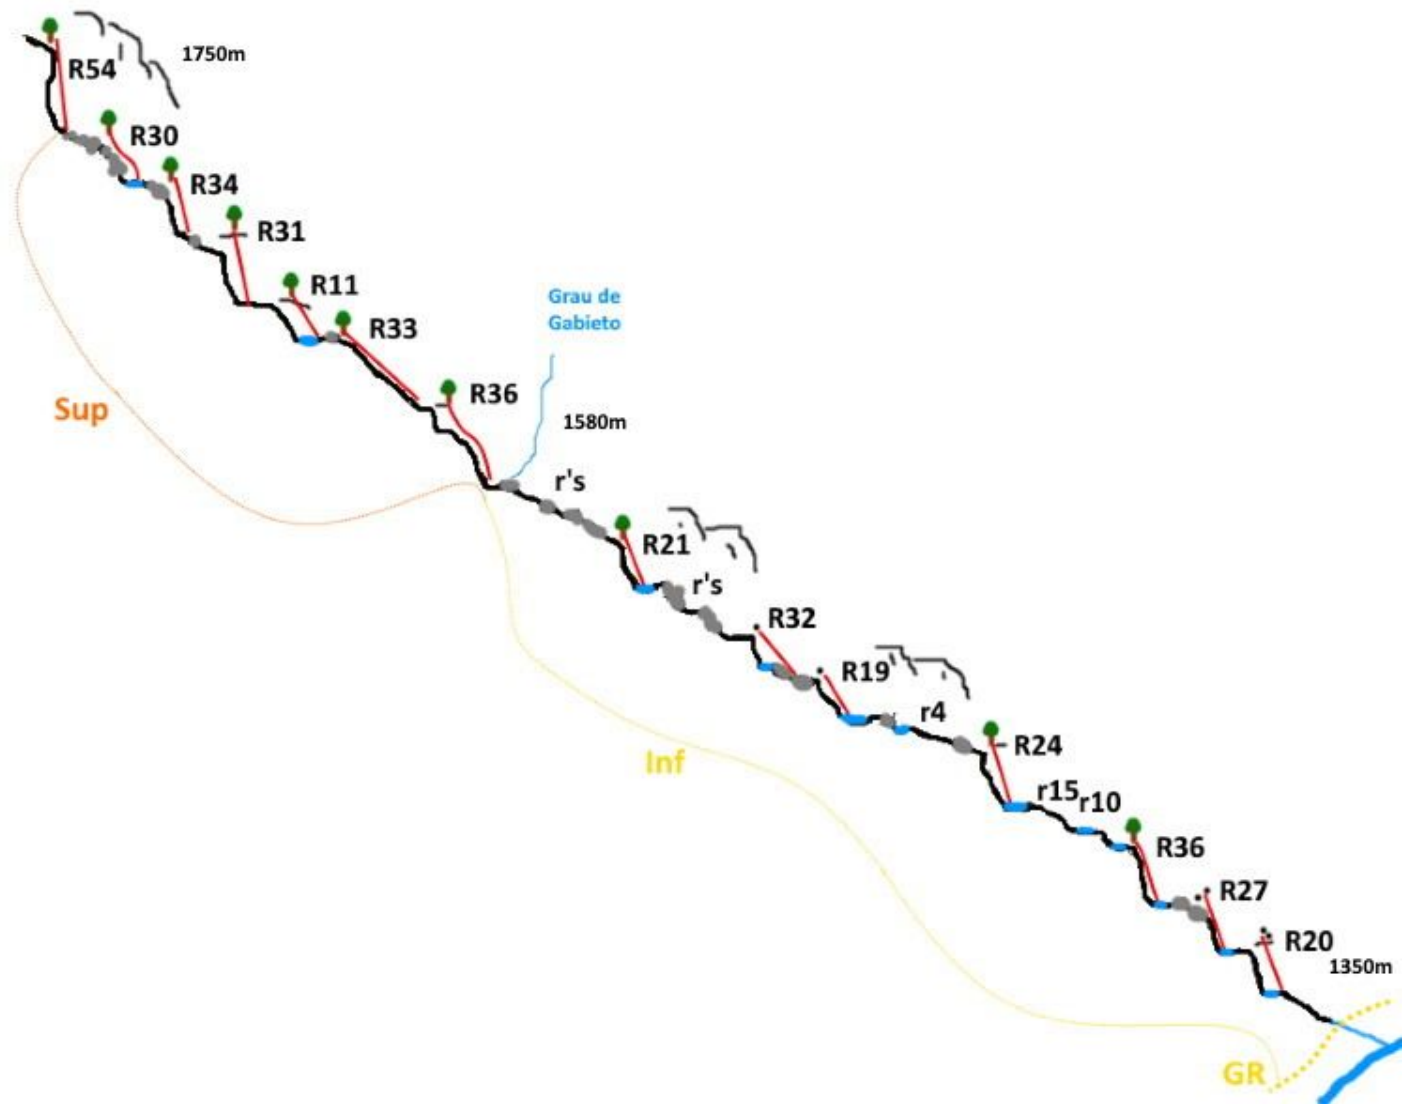 1750m
R54
R30
R34
R31
R11
Grau de
Gabieto
R33
R36
Sup
1580m
r's
R21
r's
R32
R19
r4
R24
Inf
r15
r10
R36
R27
R20
1350m
GR